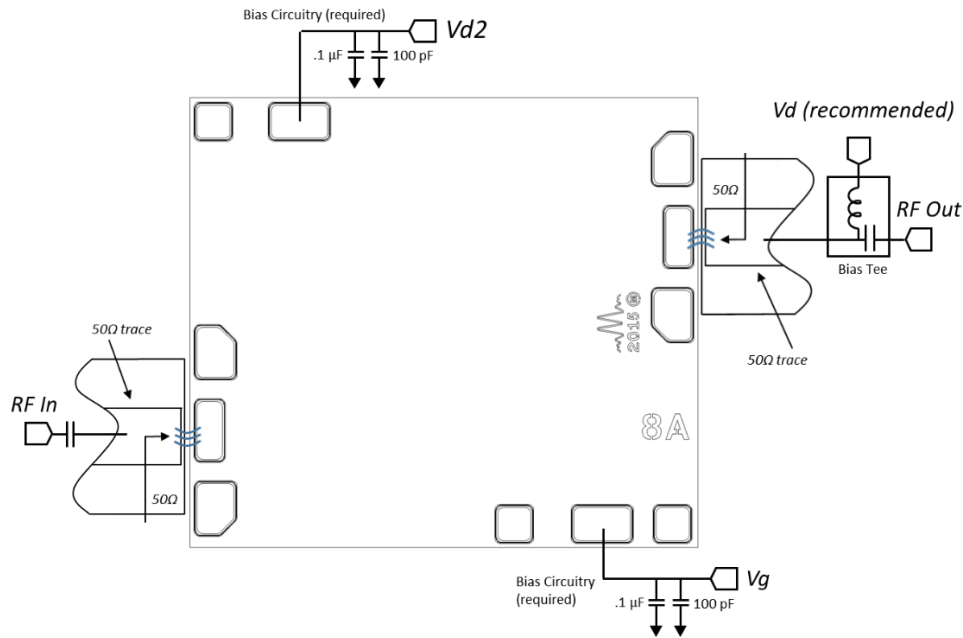 Bias Circuitry (required)
Vd2
.1 µF
100 pF
Vd (recommended)
50Ω
RF Out
Bias Tee
2015 M
50Ω trace
50Ω trace
RF In
8A
50Ω
Bias Circuitry
(required)
Vg
.1 µF
100 pF